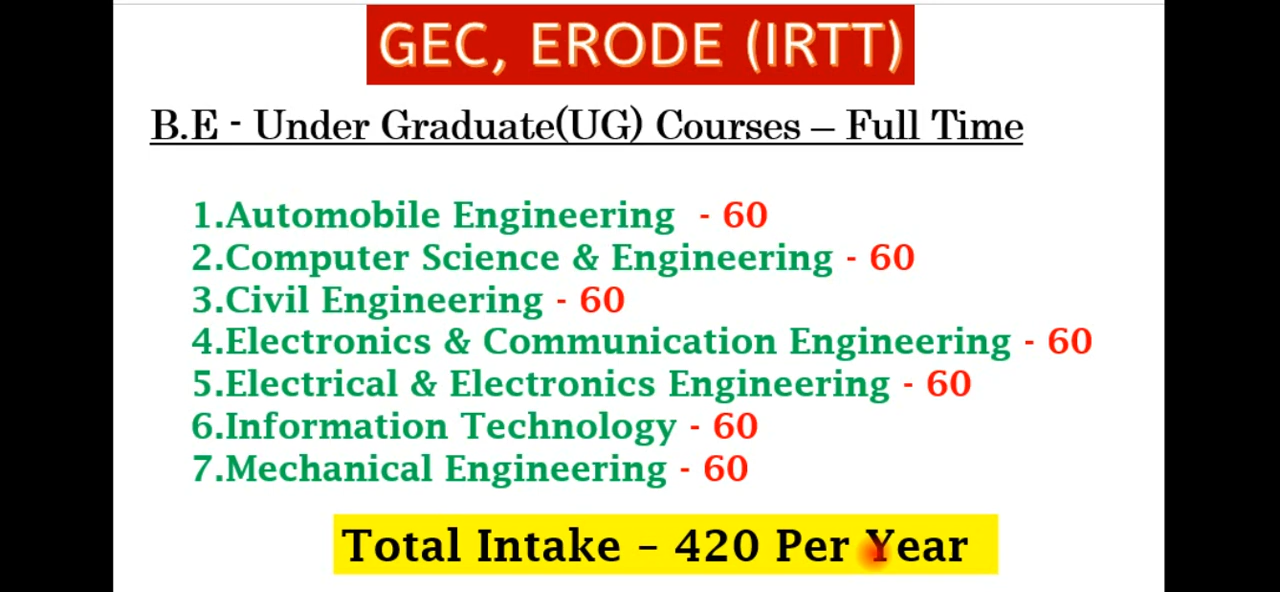 GEC, ERODE (IRTT)
B.E - Under Graduate(UG) Courses – Full Time
1.Automobile Engineering - 60
2.Computer Science & Engineering - 60
3.Civil Engineering - 60
4.Electronics & Communication Engineering - 60
5.Electrical & Electronics Engineering - 60
6.Information Technology - 60
7.Mechanical Engineering - 60
Total Intake – 420 Per Year